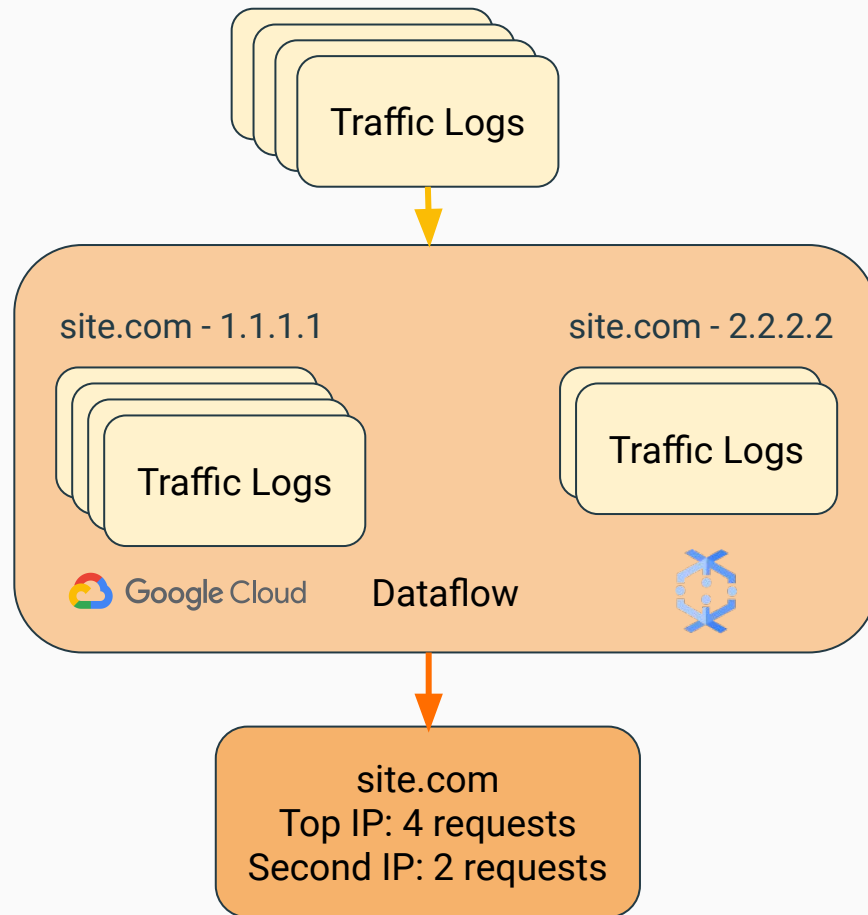 Traffic Logs
site.com - 1.1.1.1
site.com - 2.2.2.2
Traffic Logs
Traffic Logs
Google Cloud
Dataflow
site.com
Top IP: 4 requests
Second IP: 2 requests